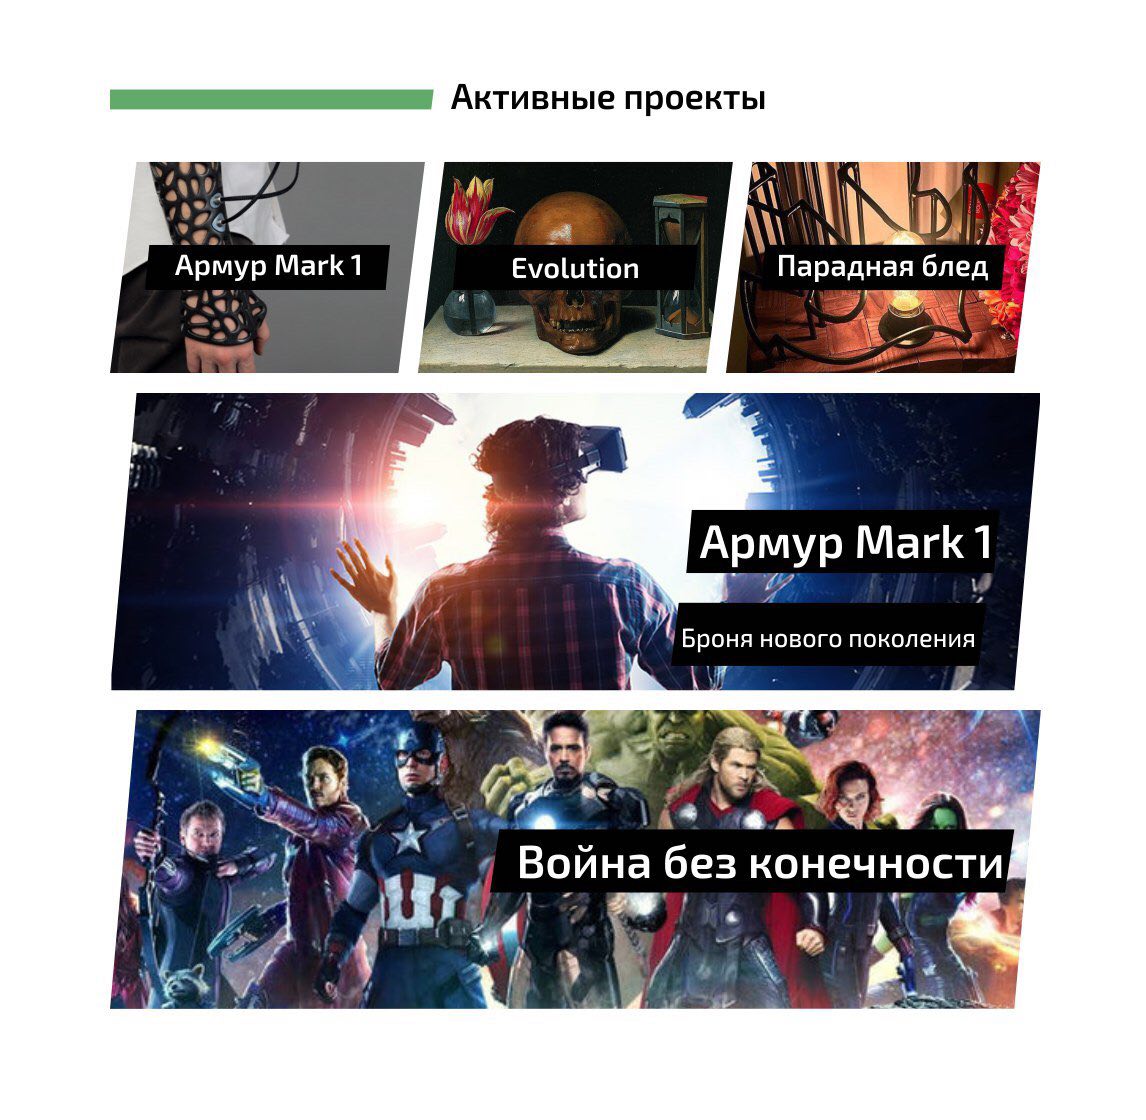 Активные проекты
Армур Mark 1
Evolution
Парадная блед
Армур Mark 1
Броня нового поколения
Война без конечности